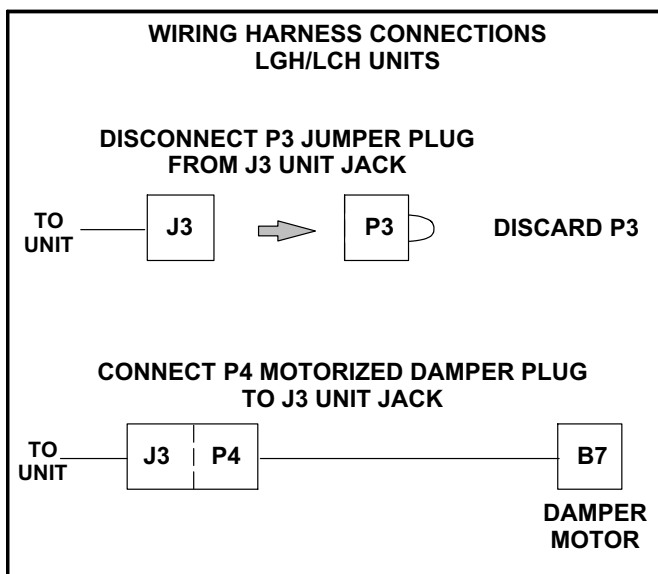 WIRING HARNESS CONNECTIONS
LGH/LCH UNITS
DISCONNECT P3 JUMPER PLUG
FROM J3 UNIT JACK
TO
UNIT
J3
P3
DISCARD P3
CONNECT P4 MOTORIZED DAMPER PLUG
TO J3 UNIT JACK
TO
UNIT
J3
P4
B7
DAMPER
MOTOR